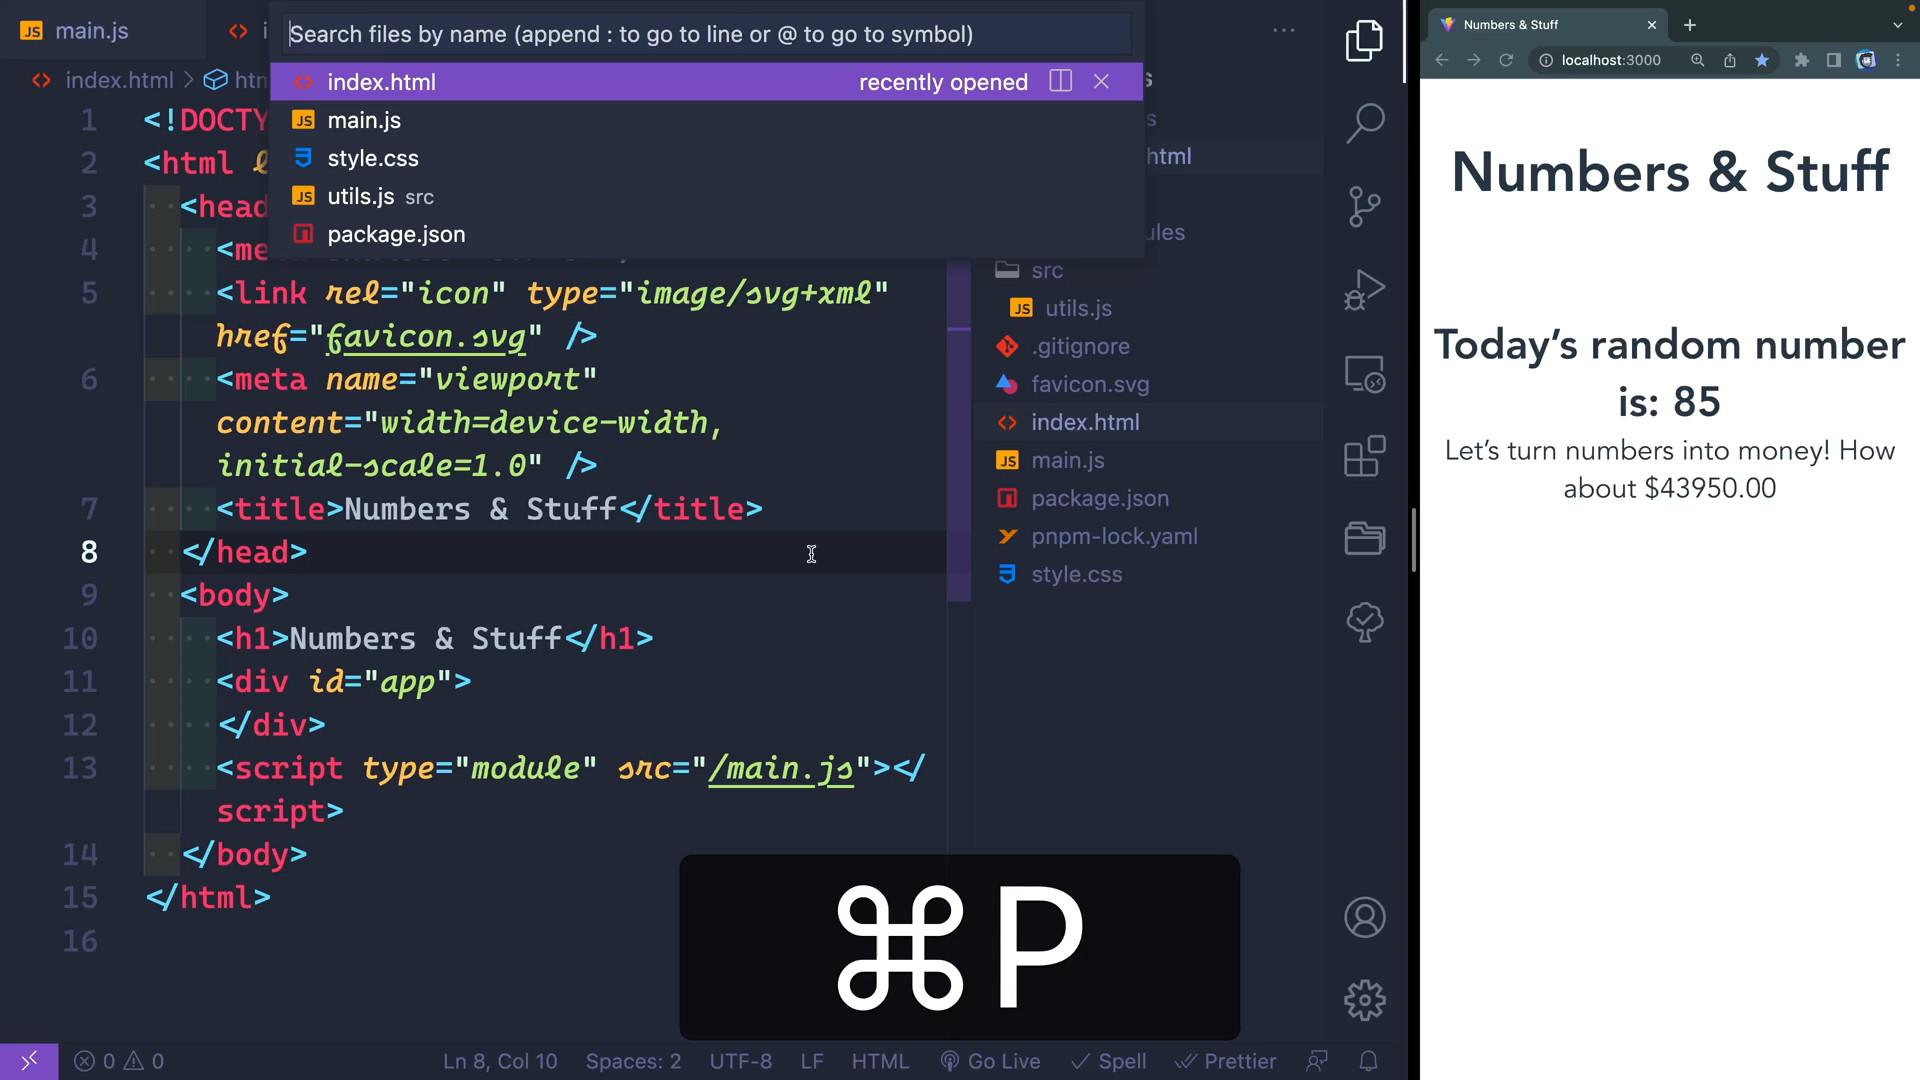 JS main.js
Search files by name (append : to go to line or @ to go to symbol)
index.html recently opened
JS main.js
style.css
JS utils.js src
package.json
index.html
1 <!DOCTY
2 <html
3 <head
4 <me
5 <link rel="icon" type="image/svg+xml"
href="favicon.svg" />
6 <meta name="viewport"
content="width=device-width,
initial-scale=1.0" />
7 <title>Numbers & Stuff</title>
8 </head>
9 <body>
10 <h1>Numbers & Stuff</h1>
11 <div id="app">
12 </div>
13 <script type="module" src="/main.js"></
script>
14 </body>
15 </html>
16
html
src
JS utils.js
.gitignore
favicon.svg
index.html
JS main.js
package.json
pnpm-lock.yaml
style.css
⌘P
0 0 Ln 8, Col 10 Spaces: 2 UTF-8 LF HTML Go Live Spell Prettier
Numbers & Stuff
localhost:3000
Numbers & Stuff
Today’s random number
is: 85
Let’s turn numbers into money! How
about $43950.00